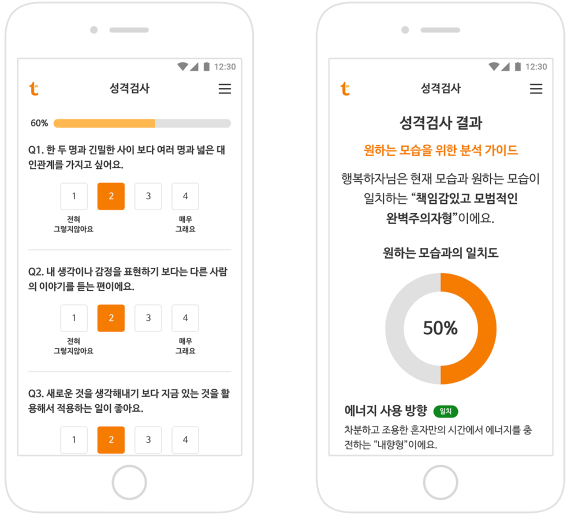 12:30
t
성격검사
60%
Q1. 한 두 명과 긴밀한 사이 보다 여러 명과 넓은 대
인관계를 가지고 싶어요.
1 2 3 4
전혀 매우
그렇지않아요 그래요
Q2. 내 생각이나 감정을 표현하기 보다는 다른 사람
의 이야기를 듣는 편이에요.
1 2 3 4
전혀 매우
그렇지않아요 그래요
Q3. 새로운 것을 생각해내기 보다 지금 있는 것을 활
용해서 적용하는 일이 좋아요.
1 2 3 4
12:30
t
성격검사
성격검사 결과
원하는 모습을 위한 분석 가이드
행복하자님은 현재 모습과 원하는 모습이
일치하는 “책임감있고 모범적인
완벽주의자형”이에요.
원하는 모습과의 일치도
50%
에너지 사용 방향 일치
차분하고 조용한 혼자만의 시간에서 에너지를 충
전하는 “내향형”이에요.